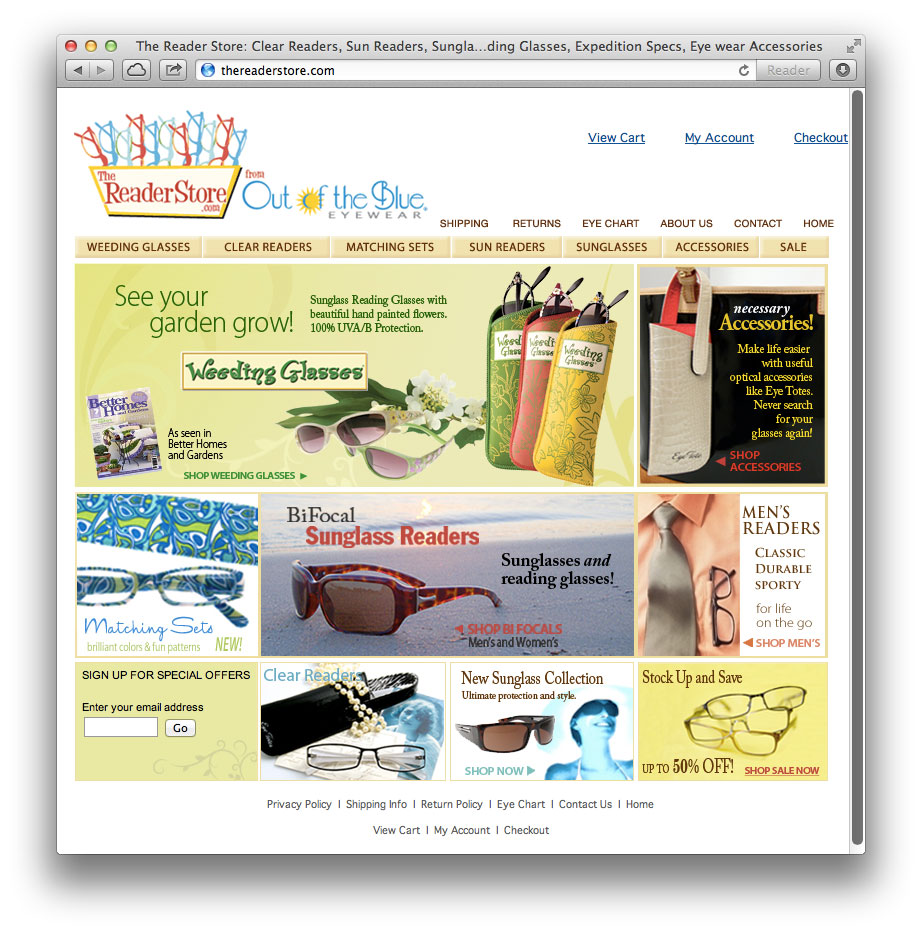 The Reader Store: Clear Readers, Sun Readers, Sungla...ding Glasses, Expedition Specs, Eye wear Accessories
thereaderstore.com
Reader
View Cart My Account Checkout
The
ReaderStore
.com
from
Out of the Blue
EYEWEAR
SHIPPING RETURNS EYE CHART ABOUT US CONTACT HOME
WEEDING GLASSES CLEAR READERS MATCHING SETS SUN READERS SUNGLASSES ACCESSORIES SALE
See your
garden grow!
Sunglass Reading Glasses with
beautiful hand painted flowers.
100% UVA/B Protection.
Weeding Glasses
Better
Homes
and Gardens
As seen in
Better Homes
and Gardens
SHOP WEEDING GLASSES
Weeding
Glasses
necessary
Accessories!
Make life easier
with useful
optical accessories
like Eye Totes.
Never search
for your
glasses again!
Eye Totes
SHOP
ACCESSORIES
Matching Sets
brilliant colors & fun patterns NEW!
BiFocal
Sunglass Readers
Sunglasses and
reading glasses!
SHOP BI FOCALS
Men's and Women's
MEN'S
READERS
CLASSIC
DURABLE
SPORTY
for life
on the go
SHOP MEN'S
SIGN UP FOR SPECIAL OFFERS
Enter your email address
Go
Clear Readers
New Sunglass Collection
Ultimate protection and style.
SHOP NOW
Stock Up and Save
UP TO 50% OFF! SHOP SALE NOW
Privacy Policy | Shipping Info | Return Policy | Eye Chart | Contact Us | Home
View Cart | My Account | Checkout